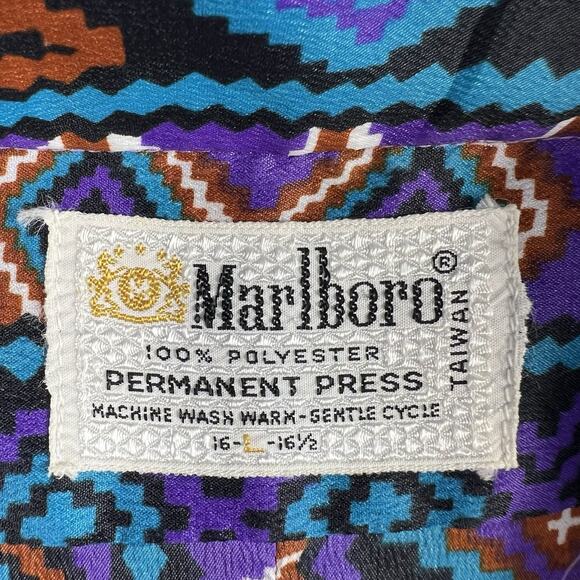 Marlboro®
100% POLYESTER
PERMANENT PRESS
MACHINE WASH WARM-GENTLE CYCLE
16-L-16½
TAIWAN